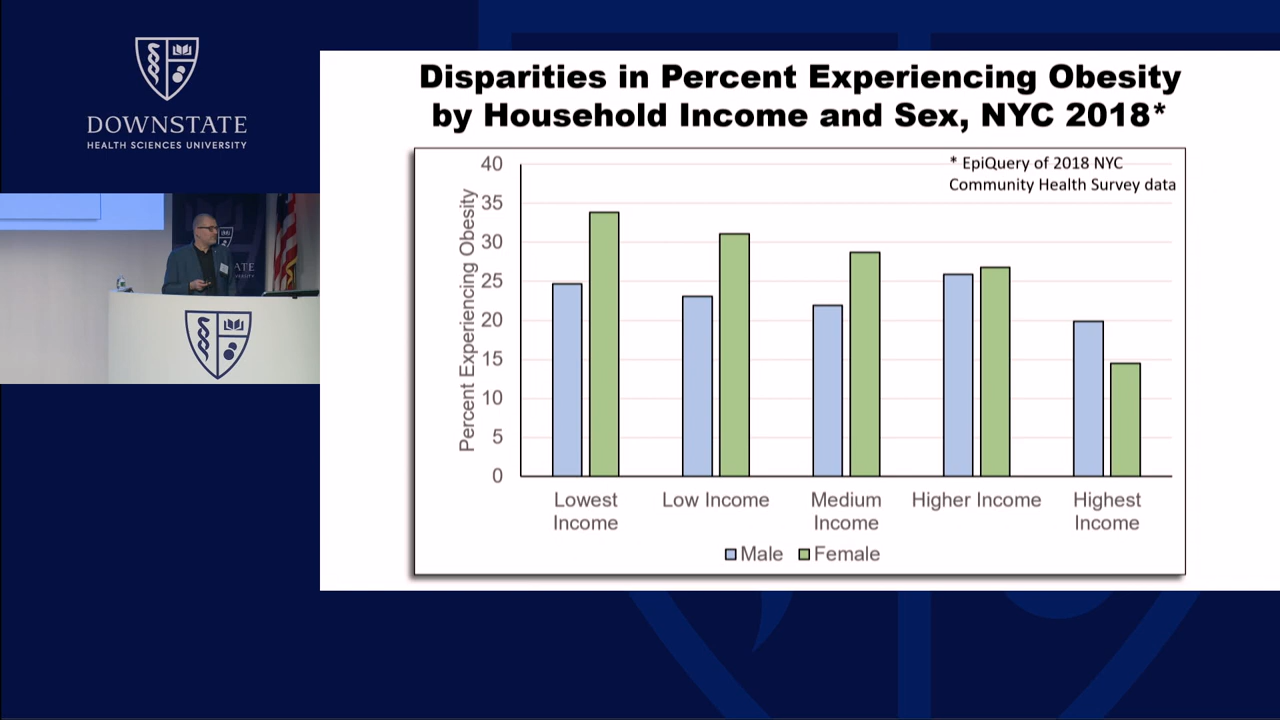 DOWNSTATE
HEALTH SCIENCES UNIVERSITY
Disparities in Percent Experiencing Obesity
by Household Income and Sex, NYC 2018*
* EpiQuery of 2018 NYC
Community Health Survey data
Percent Experiencing Obesity
40
35
30
25
20
15
10
5
0
Lowest
Income
Low Income
Medium
Income
Higher Income
Highest
Income
Male
Female